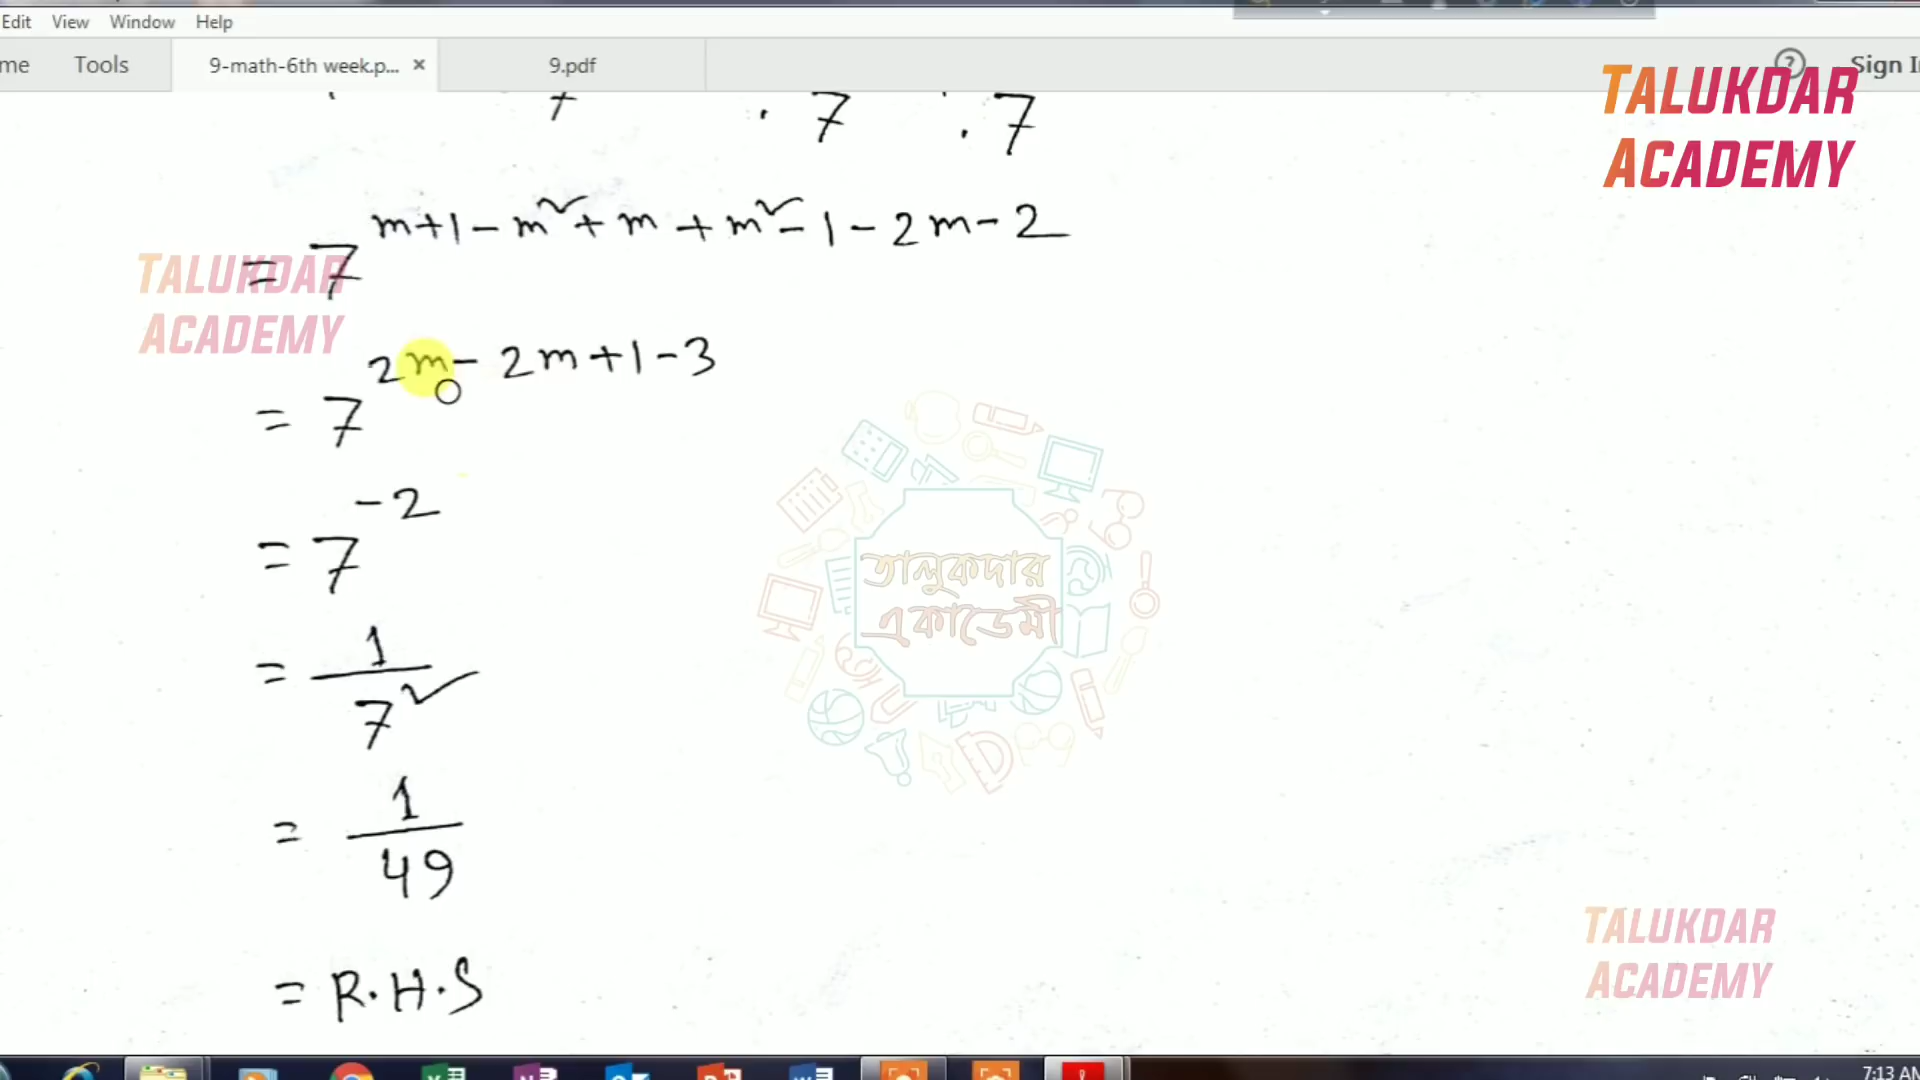 Edit View Window Help
me Tools 9-math-6th week.p... × 9.pdf ? Sign I
TALUKDAR
ACADEMY
7 . 7 . 7
= 7^(m+1-m²+m+m²-1-2m-2)
TALUKDAR
ACADEMY
= 7^(2m-2m+1-3)
= 7^(-2)
= 1/7²
= 1/49
= R.H.S
তালুকদার
একাডেমী
TALUKDAR
ACADEMY
7:13 AM